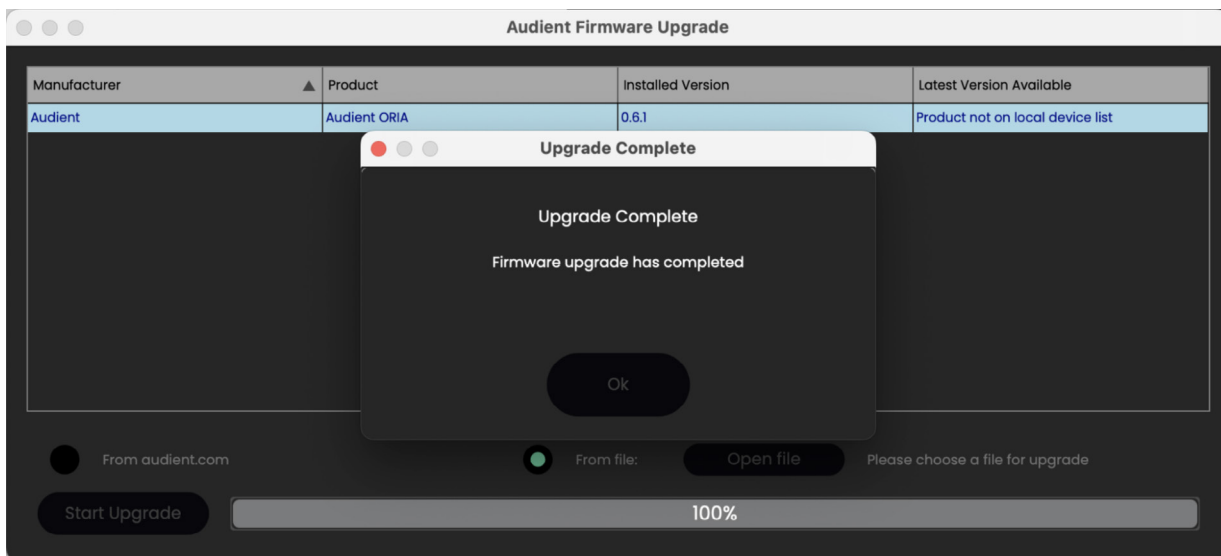 Audient Firmware Upgrade
Manufacturer Product Installed Version Latest Version Available
Audient Audient ORIA 0.6.1 Product not on local device list
Upgrade Complete
Upgrade Complete
Firmware upgrade has completed
Ok
From audient.com From file: Open file Please choose a file for upgrade
Start Upgrade 100%